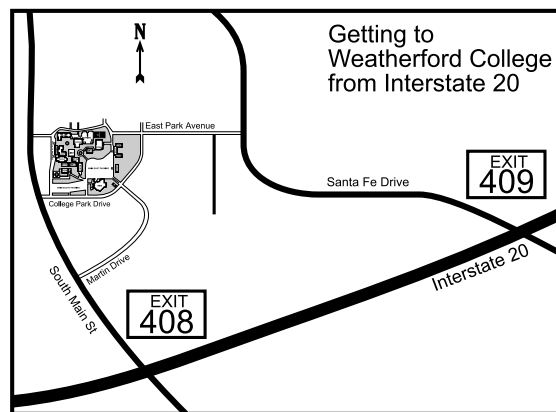 N
Getting to
Weatherford College
from Interstate 20
East Park Avenue
EXIT
409
Santa Fe Drive
College Park Drive
Martin Drive
Interstate 20
South Main St
EXIT
408